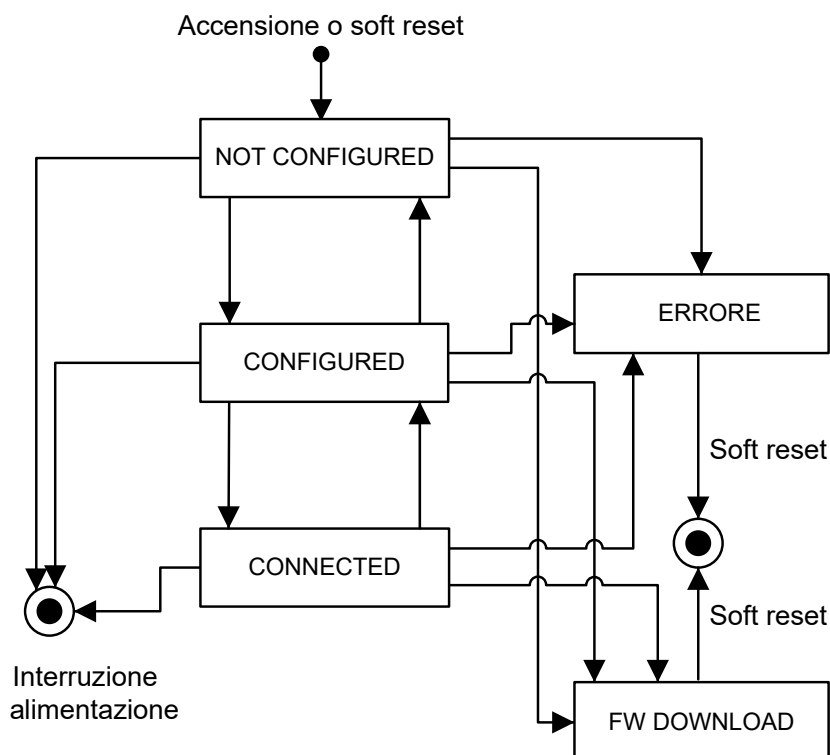 Accensione o soft reset
NOT CONFIGURED
ERRORE
CONFIGURED
Soft reset
CONNECTED
Soft reset
Interruzione
alimentazione
FW DOWNLOAD